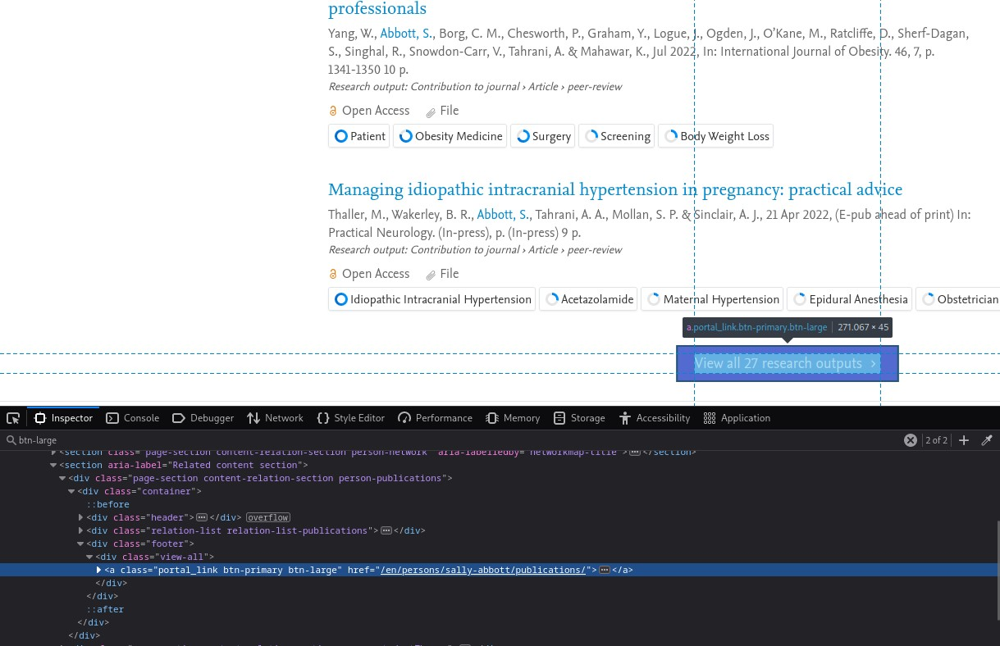 professionals
Yang, W., Abbott, S., Borg, C. M., Chesworth, P., Graham, Y., Logue, J., Ogden, J., O’Kane, M., Ratcliffe, D., Sherf-Dagan,
S., Singhal, R., Snowdon-Carr, V., Tahrani, A. & Mahawar, K., Jul 2022, In: International Journal of Obesity. 46, 7, p.
1341-1350 10 p.
Research output: Contribution to journal › Article › peer-review
Open Access File
Patient Obesity Medicine Surgery Screening Body Weight Loss
Managing idiopathic intracranial hypertension in pregnancy: practical advice
Thaller, M., Wakerley, B. R., Abbott, S., Tahrani, A. A., Mollan, S. P. & Sinclair, A. J., 21 Apr 2022, (E-pub ahead of print) In:
Practical Neurology. (In-press), p. (In-press) 9 p.
Research output: Contribution to journal › Article › peer-review
Open Access File
Idiopathic Intracranial Hypertension Acetazolamide Maternal Hypertension Epidural Anesthesia Obstetrician
a.portal_link.btn-primary.btn-large 271.067 × 45
View all 27 research outputs ›
Inspector Console Debugger Network Style Editor Performance Memory Storage Accessibility Application
btn-large 2 of 2
<section class="page-section content-relation-section person-network" aria-labelledby="networkmap-title"></section>
<section aria-label="Related content section">
<div class="page-section content-relation-section person-publications">
<div class="container">
::before
<div class="header"></div> overflow
<div class="relation-list relation-list-publications"></div>
<div class="footer">
<div class="view-all">
<a class="portal_link btn-primary btn-large" href="/en/persons/sally-abbott/publications/"></a>
</div>
</div>
::after
</div>
</div>